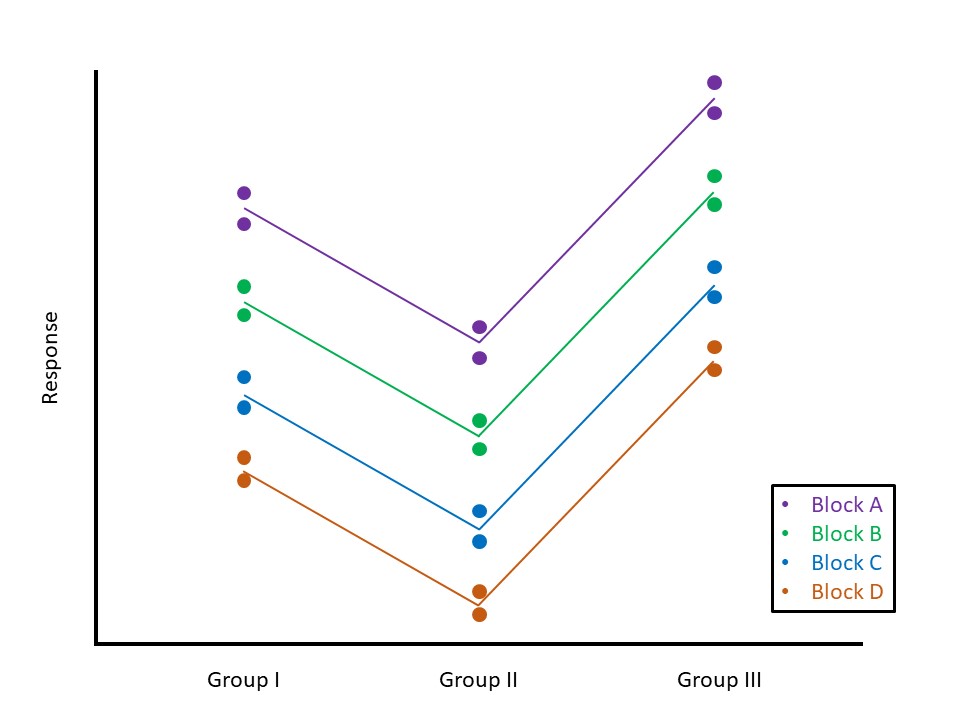 Response
Block A
Block B
Block C
Block D
Group I
Group II
Group III